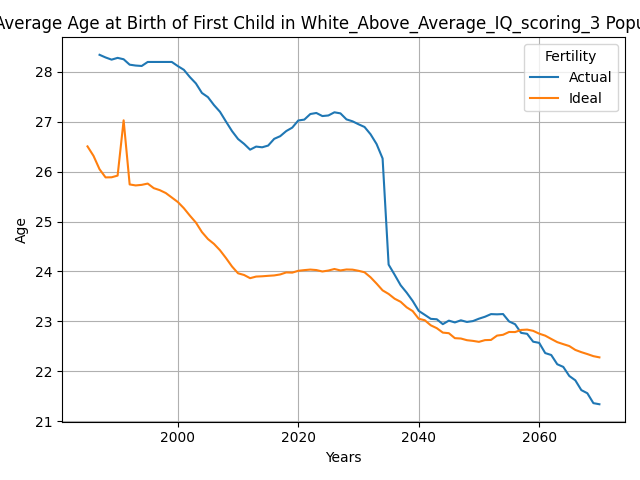 Average Age at Birth of First Child in White_Above_Average_IQ_scoring_3 Popu
Fertility
Actual
Ideal
Age
28
27
26
25
24
23
22
21
2000 2020 2040 2060
Years